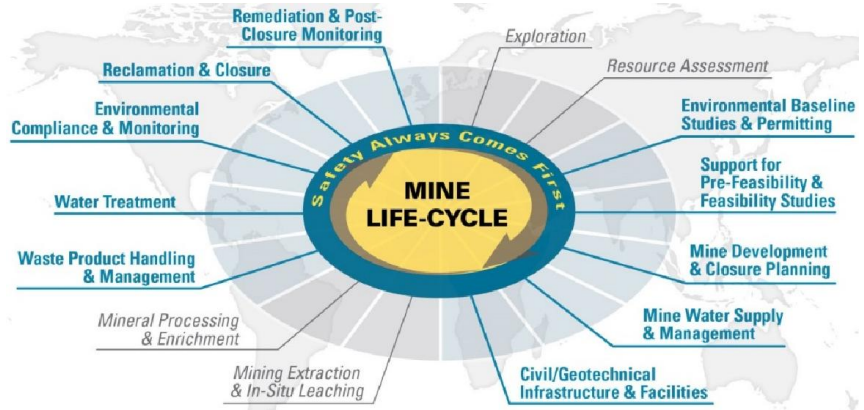 Remediation & Post-
Closure Monitoring
Exploration
Reclamation & Closure
Resource Assessment
Environmental
Compliance & Monitoring
Environmental Baseline
Studies & Permitting
Safety Always Comes First
MINE
LIFE-CYCLE
Water Treatment
Support for
Pre-Feasibility &
Feasibility Studies
Waste Product Handling
& Management
Mine Development
& Closure Planning
Mineral Processing
& Enrichment
Mine Water Supply
& Management
Mining Extraction
& In-Situ Leaching
Civil/Geotechnical
Infrastructure & Facilities